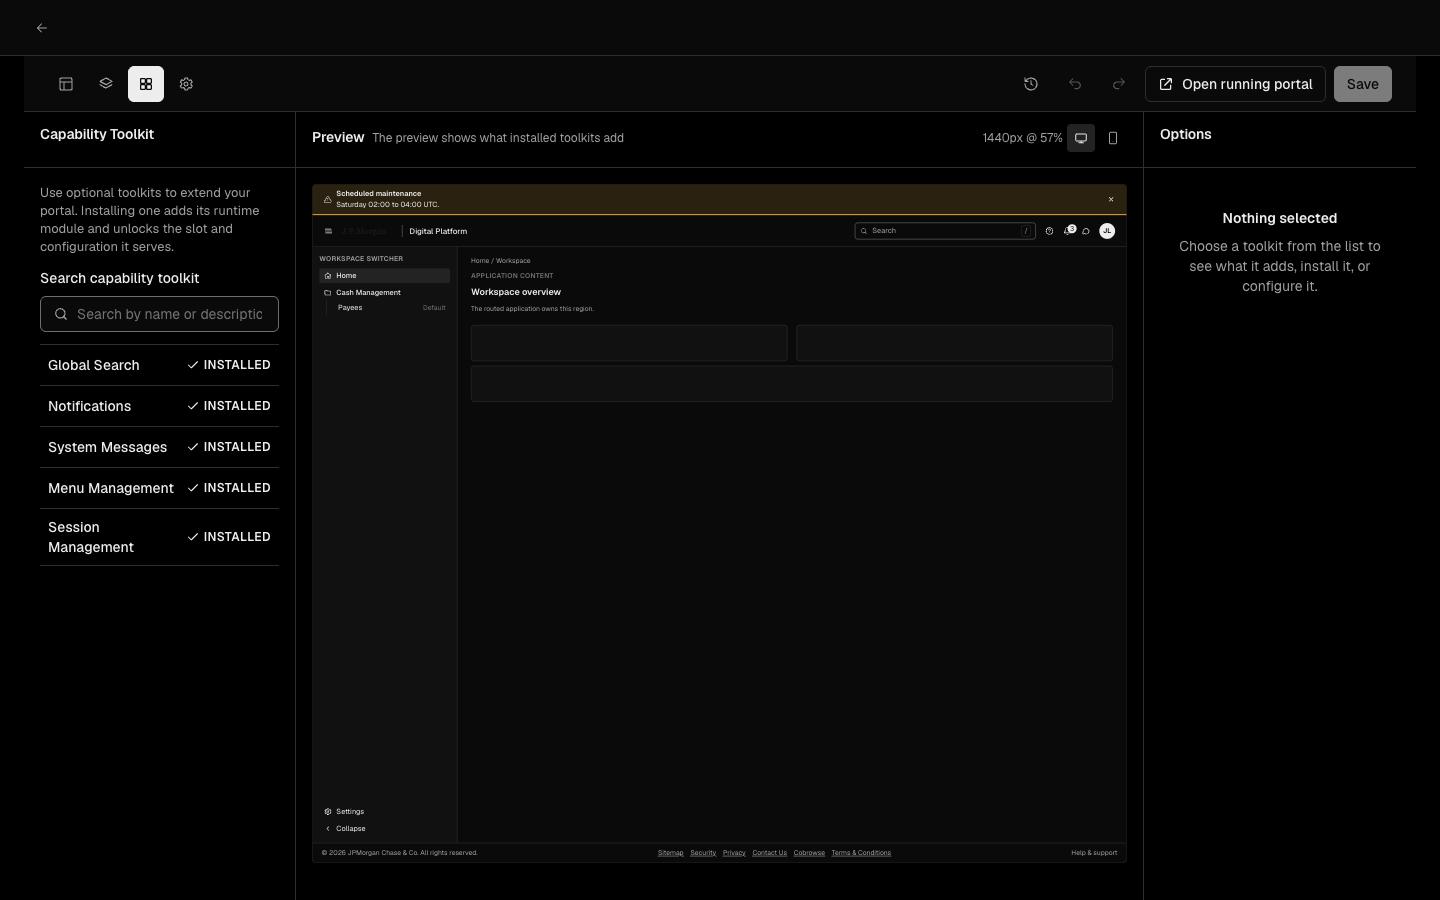 Open running portal
Save
Capability Toolkit
Preview
The preview shows what installed toolkits add
1440px @ 57%
Options
Use optional toolkits to extend your
portal. Installing one adds its runtime
module and unlocks the slot and
configuration it serves.
Search capability toolkit
Search by name or descriptic
Global Search
INSTALLED
Notifications
INSTALLED
System Messages
INSTALLED
Menu Management
INSTALLED
Session
Management
INSTALLED
Scheduled maintenance
Saturday 02:00 to 04:00 UTC.
J.P.Morgan
Digital Platform
Search
/
3
JL
WORKSPACE SWITCHER
Home
Cash Management
Payees
Default
Home / Workspace
APPLICATION CONTENT
Workspace overview
The routed application owns this region.
Settings
Collapse
© 2026 JPMorgan Chase & Co. All rights reserved.
Sitemap
Security
Privacy
Contact Us
Cobrowse
Terms & Conditions
Help & support
Nothing selected
Choose a toolkit from the list to
see what it adds, install it, or
configure it.